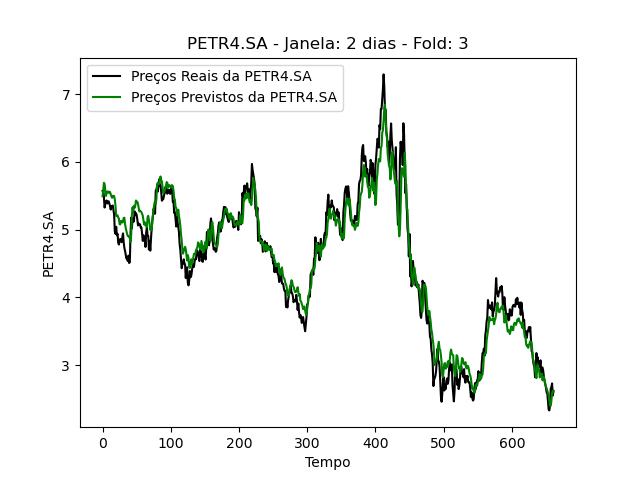 PETR4.SA - Janela: 2 dias - Fold: 3
Preços Reais da PETR4.SA
Preços Previstos da PETR4.SA
7
6
5
4
3
PETR4.SA
0 100 200 300 400 500 600
Tempo